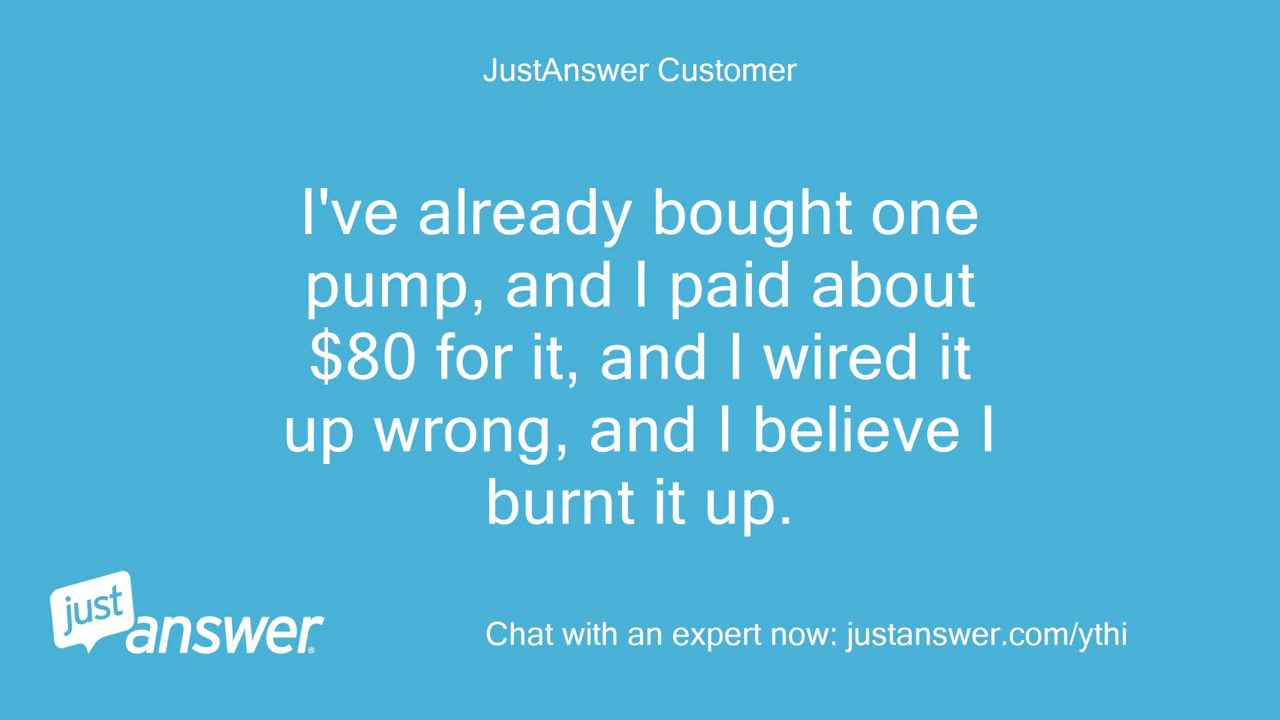 JustAnswer Customer
I've already bought one
pump, and I paid about
$80 for it, and I wired it
up wrong, and I believe I
burnt it up.
just
answer®
Chat with an expert now: justanswer.com/ythi